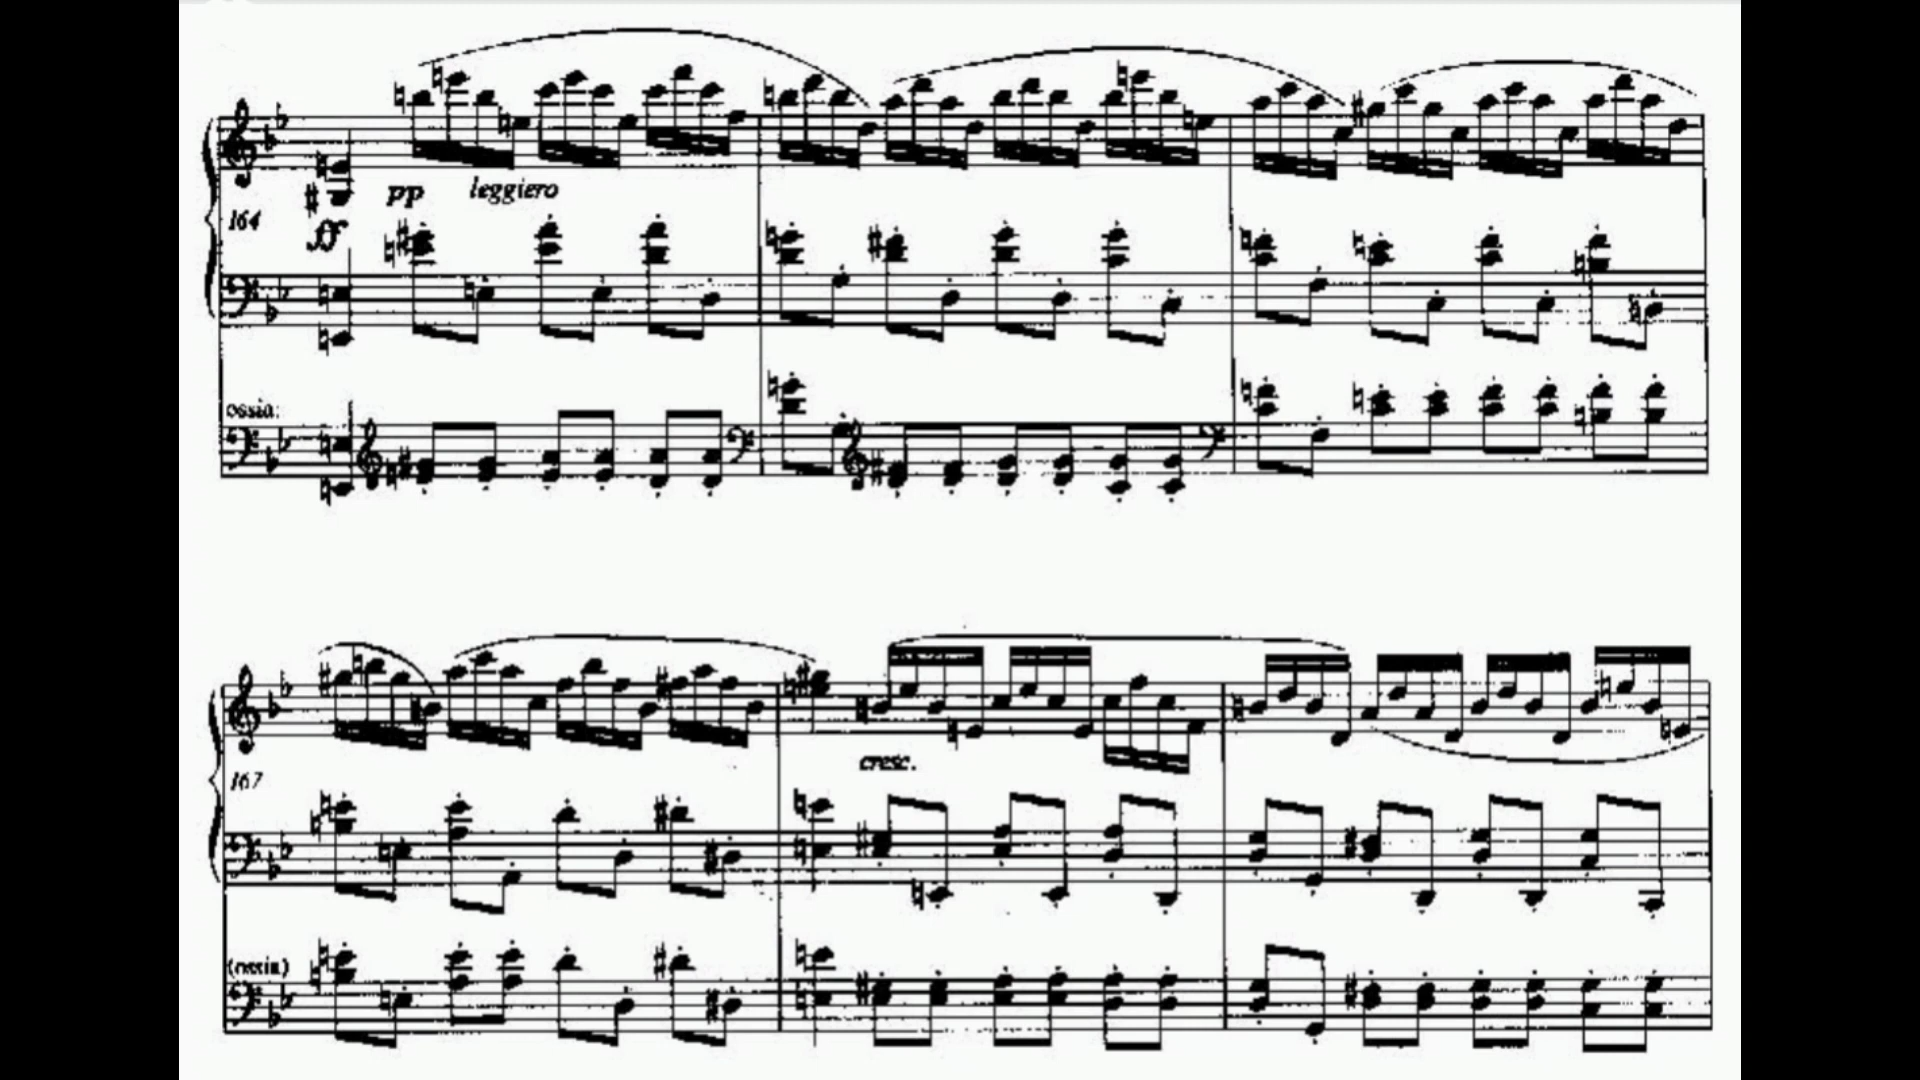 pp leggiero
164
ff
ossia:
cresc.
167
(ossia)